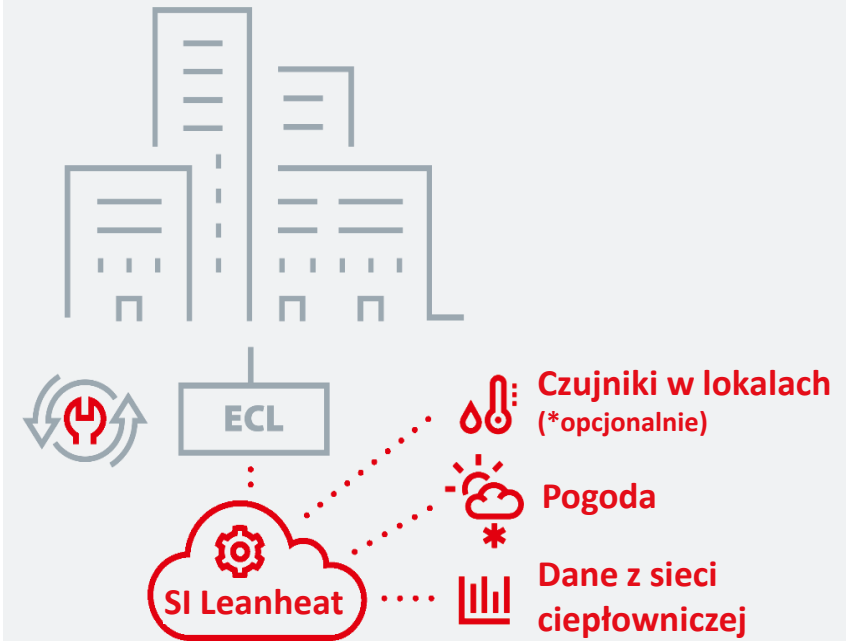 ECL
Czujniki w lokalach
(*opcjonalnie)
Pogoda
SI Leanheat
Dane z sieci
ciepłowniczej